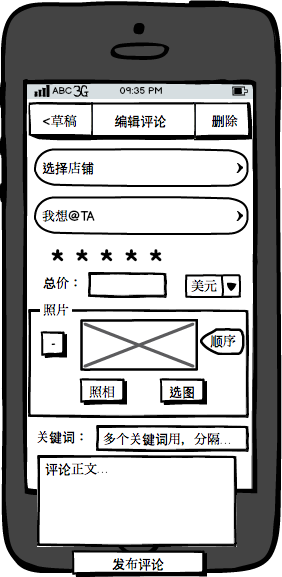 ABC 3G 09:35 PM
<草稿 编辑评论 删除
选择店铺 >
我想@TA >
★ ★ ★ ★ ★
总价： 美元
照片
- 顺序
照相 选图
关键词： 多个关键词用，分隔...
评论正文...
发布评论